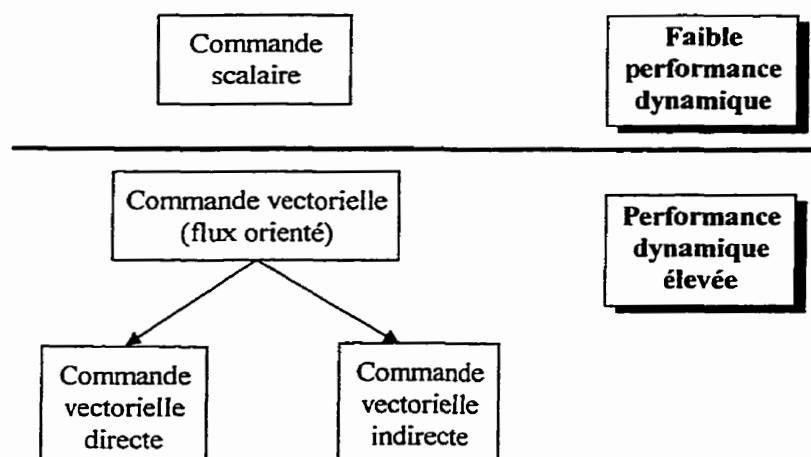 Commande
scalaire
Faible
performance
dynamique
Commande vectorielle
(flux orienté)
Performance
dynamique
élevée
Commande
vectorielle
directe
Commande
vectorielle
indirecte